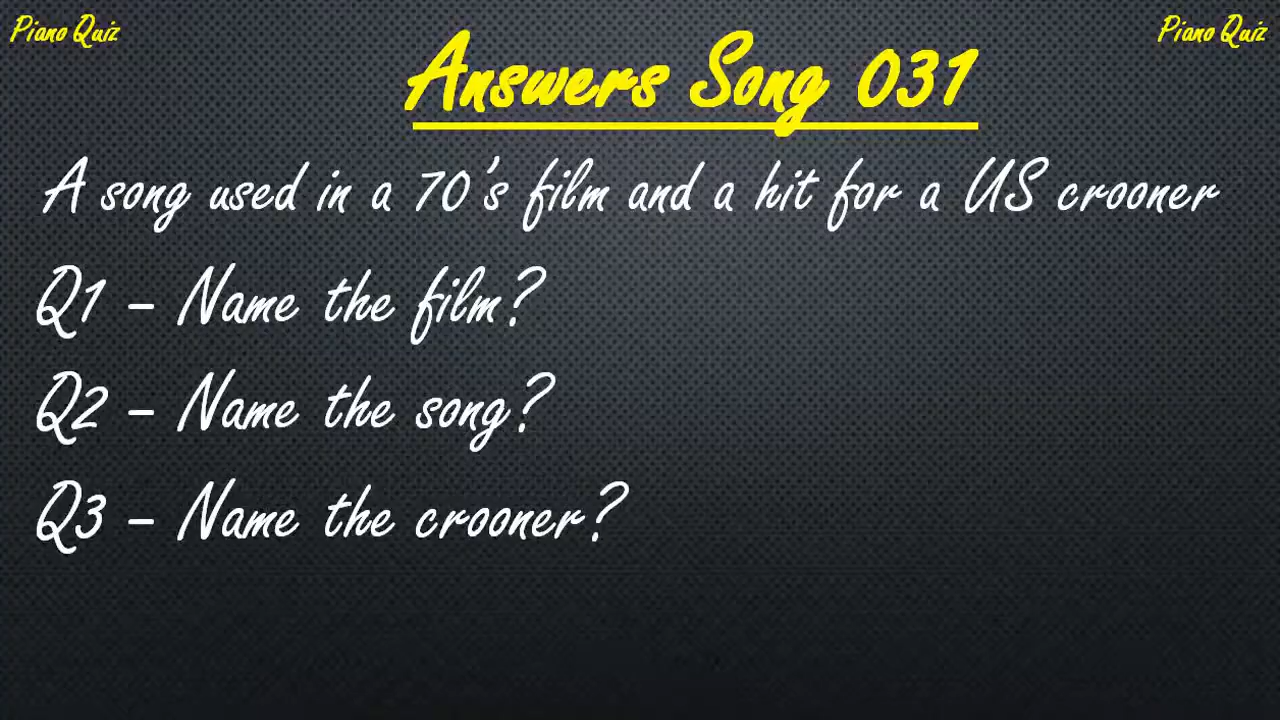 Piano Quiz
Piano Quiz
Answers Song 031
A song used in a 70's film and a hit for a US crooner
Q1 – Name the film?
Q2 – Name the song?
Q3 – Name the crooner?